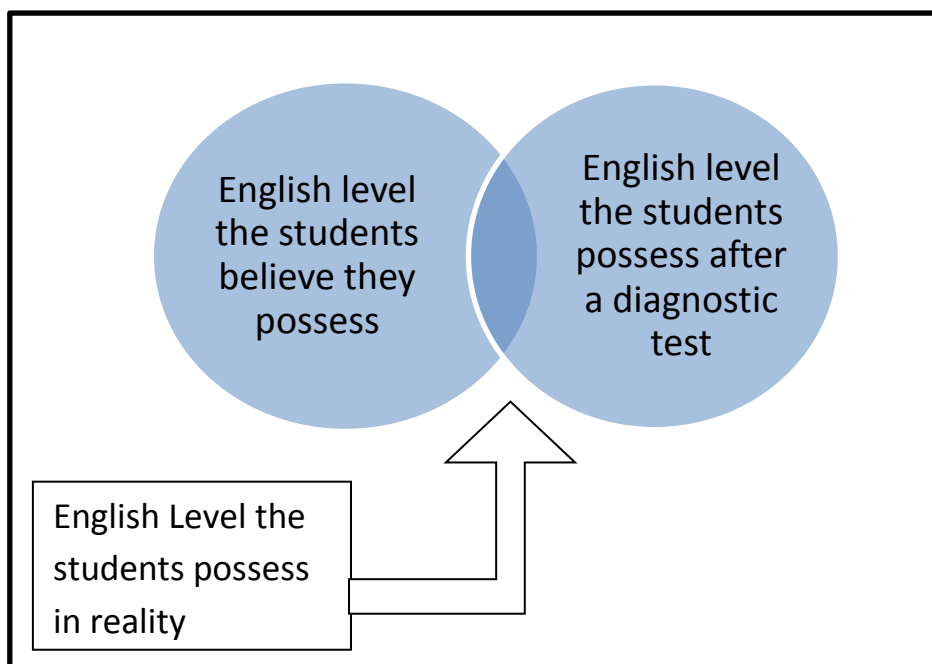 English level
the students
believe they
possess
English level
the students
possess after
a diagnostic
test
English Level the
students possess
in reality